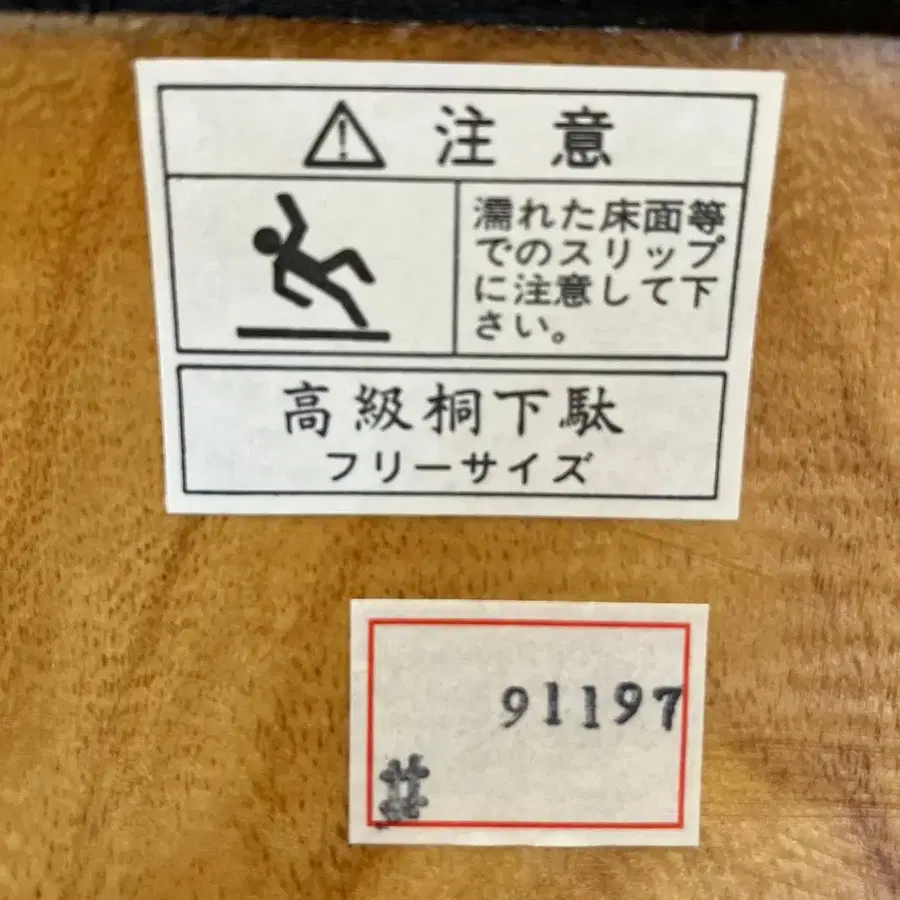 注意
濡れた床面等
でのスリップ
に注意して下
さい。
高級桐下駄
フリーサイズ
91197